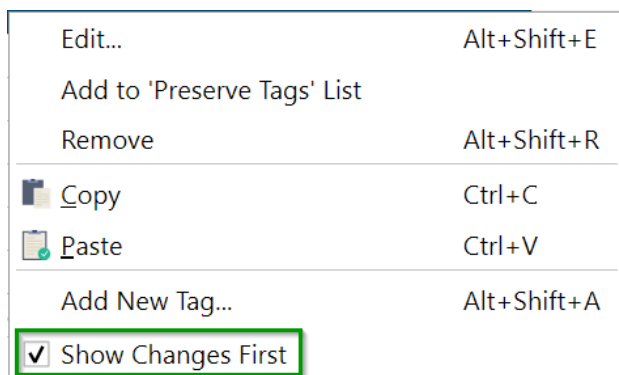 Edit... Alt+Shift+E
Add to 'Preserve Tags' List
Remove Alt+Shift+R
Copy Ctrl+C
Paste Ctrl+V
Add New Tag... Alt+Shift+A
Show Changes First